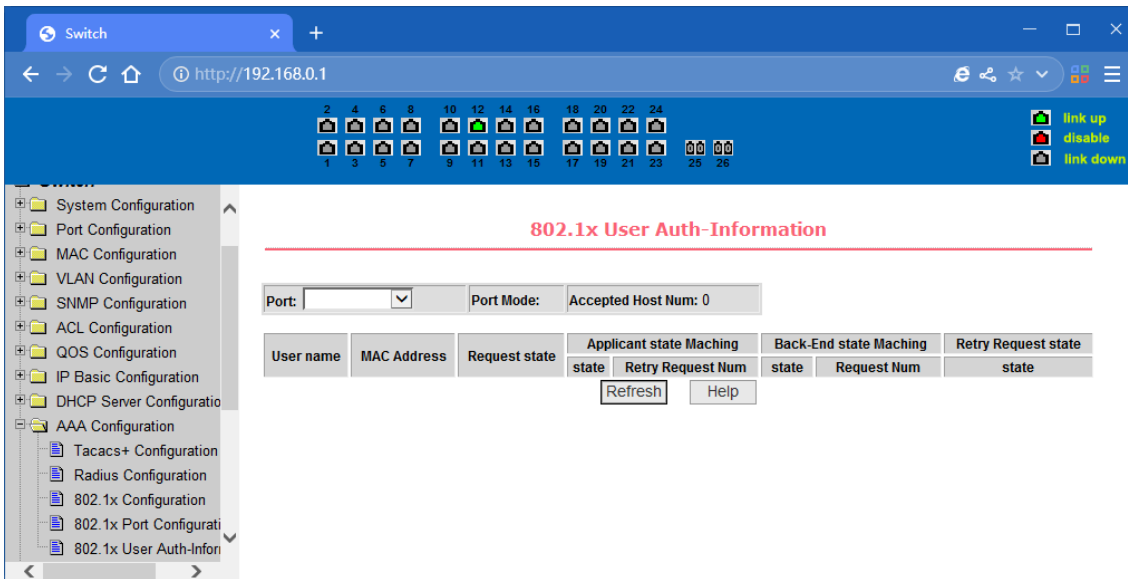 Switch
http://192.168.0.1
2 4 6 8 10 12 14 16 18 20 22 24
1 3 5 7 9 11 13 15 17 19 21 23 25 26
link up
disable
link down
System Configuration
Port Configuration
MAC Configuration
VLAN Configuration
SNMP Configuration
ACL Configuration
QOS Configuration
IP Basic Configuration
DHCP Server Configuratio
AAA Configuration
Tacacs+ Configuration
Radius Configuration
802.1x Configuration
802.1x Port Configurati
802.1x User Auth-Infor
802.1x User Auth-Information
Port: Port Mode: Accepted Host Num: 0
User name MAC Address Request state Applicant state Maching Back-End state Maching Retry Request state
state Retry Request Num state Request Num state
Refresh Help